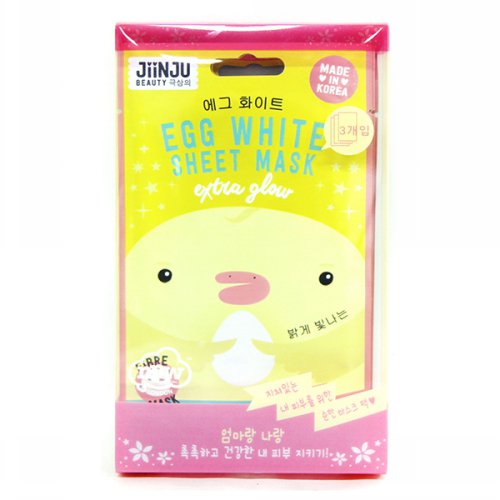 JiiNJU
BEAUTY 극상의
MADE
IN
KOREA
에그 화이트
EGG WHITE
3개입
SHEET MASK
extra glow
밝게 빛나는
지쳐있는
내 피부를 위한
순면 마스크 팩♥
엄마랑 나랑
촉촉하고 건강한 내 피부 지키기!